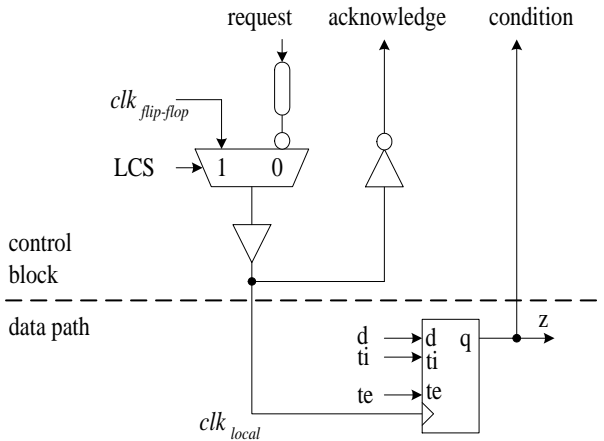 request acknowledge condition
clk flip-flop
1 0
LCS
control
block
data path
z
d d q
ti ti
te te
clk local